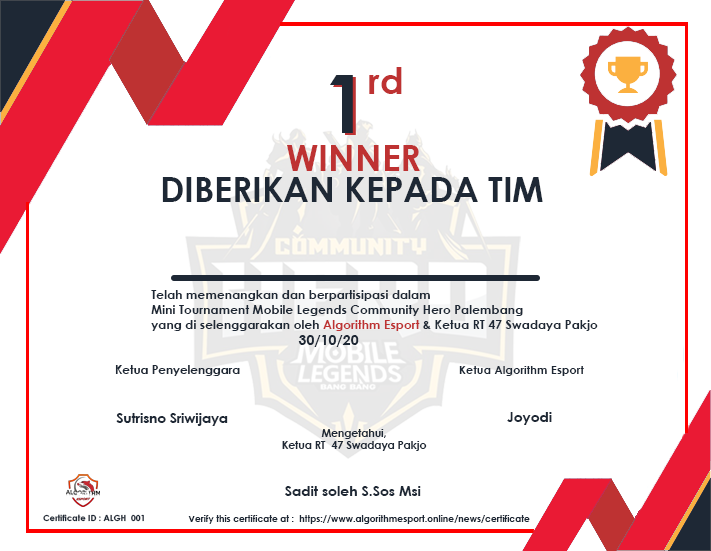 1rd
WINNER
DIBERIKAN KEPADA TIM
COMMUNITY
HERO
Telah memenangkan dan berpartisipasi dalam
Mini Tournament Mobile Legends Community Hero Palembang
yang di selenggarakan oleh Algorithm Esport & Ketua RT 47 Swadaya Pakjo
30/10/20
MOBILE
LEGENDS
BANG BANG
Ketua Penyelenggara
Ketua Algorithm Esport
Sutrisno Sriwijaya
Joyodi
Mengetahui,
Ketua RT 47 Swadaya Pakjo
Sadit soleh S.Sos Msi
Certificate ID : ALGH 001
Verify this certificate at : https://www.algorithmesport.online/news/certificate